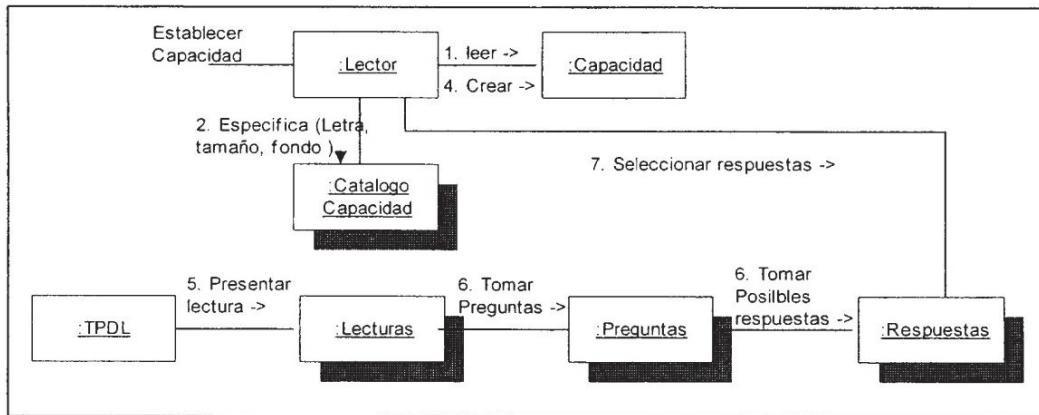 Establecer
Capacidad
:Lector
1. leer ->
4. Crear ->
:Capacidad
2. Especifica (Letra,
tamaño, fondo )
:Catalogo
Capacidad
7. Seleccionar respuestas ->
:TPDL
5. Presentar
lectura ->
:Lecturas
6. Tomar
Preguntas ->
:Preguntas
6. Tomar
Posilbles
respuestas ->
:Respuestas